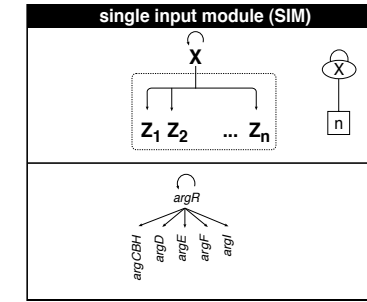 single input module (SIM)
X
X
Z1 Z2 ... Zn
n
argR
argCBH
argD
argE
argF
argI